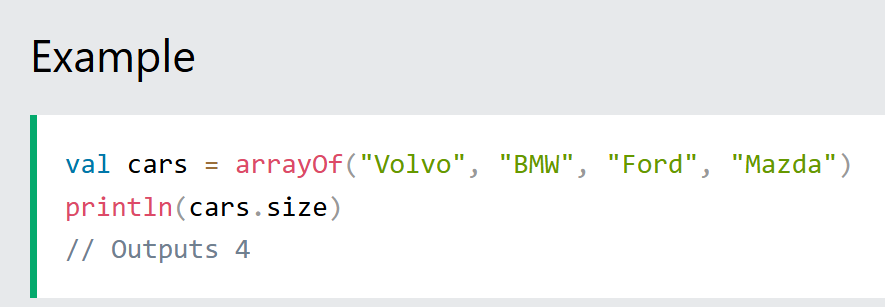 Example
val cars = arrayOf("Volvo", "BMW", "Ford", "Mazda")
println(cars.size)
// Outputs 4